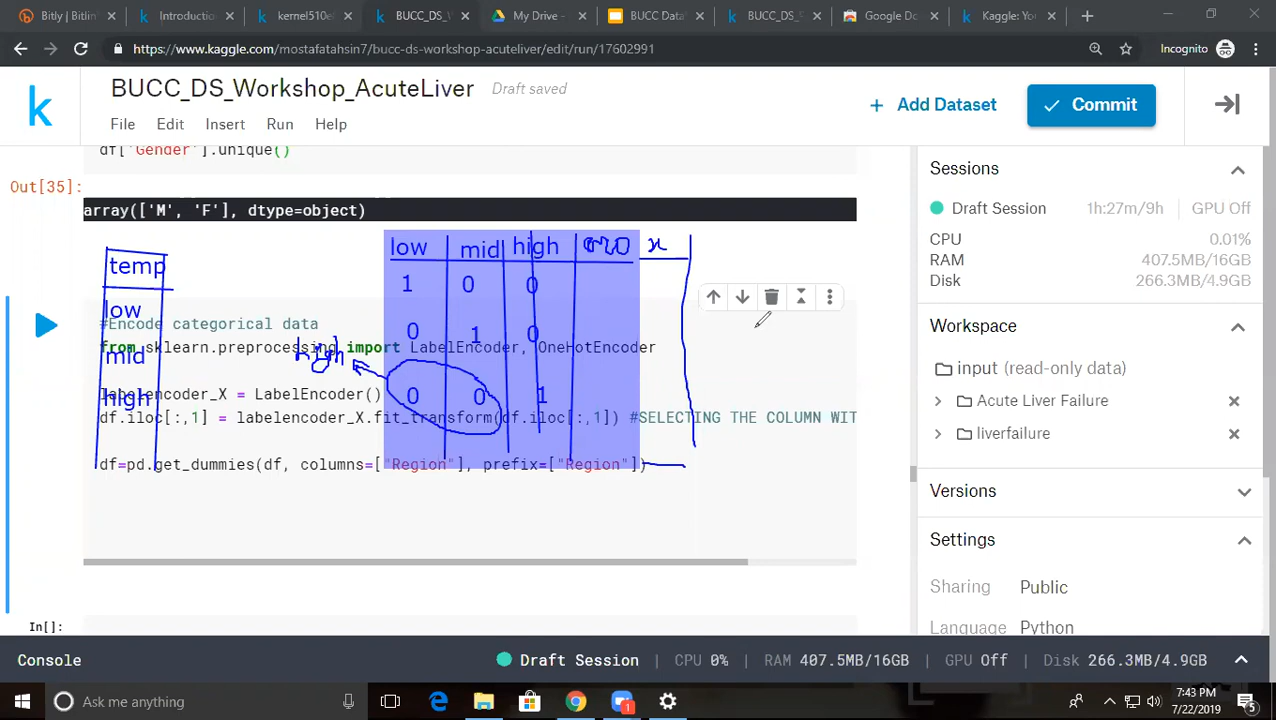 Bitly | Bitlin
Introduction
kernel510ef
BUCC_DS_W
My Drive -
BUCC Data
BUCC_DS_
Google Do
Kaggle: You
https://www.kaggle.com/mostafatahsin7/bucc-ds-workshop-acuteliver/edit/run/17602991
Incognito
BUCC_DS_Workshop_AcuteLiver
Draft saved
Add Dataset
Commit
File Edit Insert Run Help
df['Gender'].unique()
Out[35]:
array(['M', 'F'], dtype=object)
temp
low
mid
high
low mid high x
1 0 0
0 1 0
0 0 1
high
#Encode categorical data
from sklearn.preprocessing import LabelEncoder, OneHotEncoder
labelencoder_X = LabelEncoder()
df.iloc[:,1] = labelencoder_X.fit_transform(df.iloc[:,1]) #SELECTING THE COLUMN WIT
df=pd.get_dummies(df, columns=["Region"], prefix=["Region"])
In[]:
Sessions
Draft Session
1h:27m/9h
GPU Off
CPU 0.01%
RAM 407.5MB/16GB
Disk 266.3MB/4.9GB
Workspace
input (read-only data)
Acute Liver Failure
liverfailure
Versions
Settings
Sharing Public
Language Python
Console
Draft Session | CPU 0% | RAM 407.5MB/16GB | GPU Off | Disk 266.3MB/4.9GB
Ask me anything
7:43 PM
7/22/2019